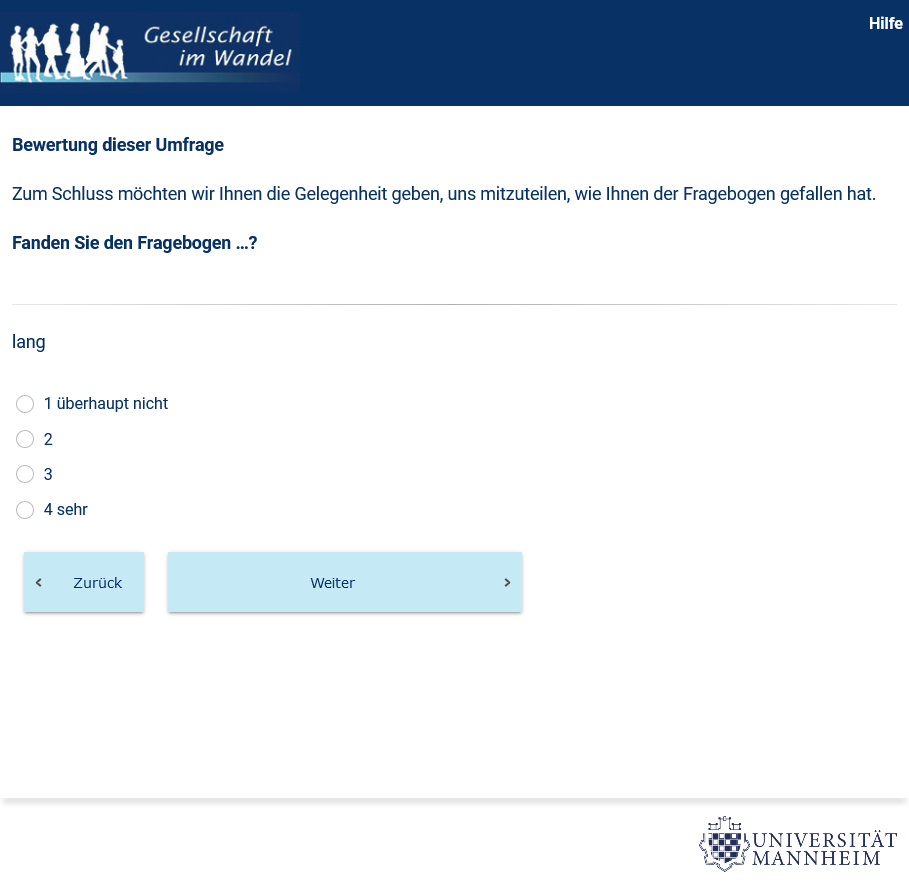 Gesellschaft
im Wandel
Hilfe
Bewertung dieser Umfrage
Zum Schluss möchten wir Ihnen die Gelegenheit geben, uns mitzuteilen, wie Ihnen der Fragebogen gefallen hat.
Fanden Sie den Fragebogen …?
lang
1 überhaupt nicht
2
3
4 sehr
Zurück
Weiter
UNIVERSITÄT
MANNHEIM